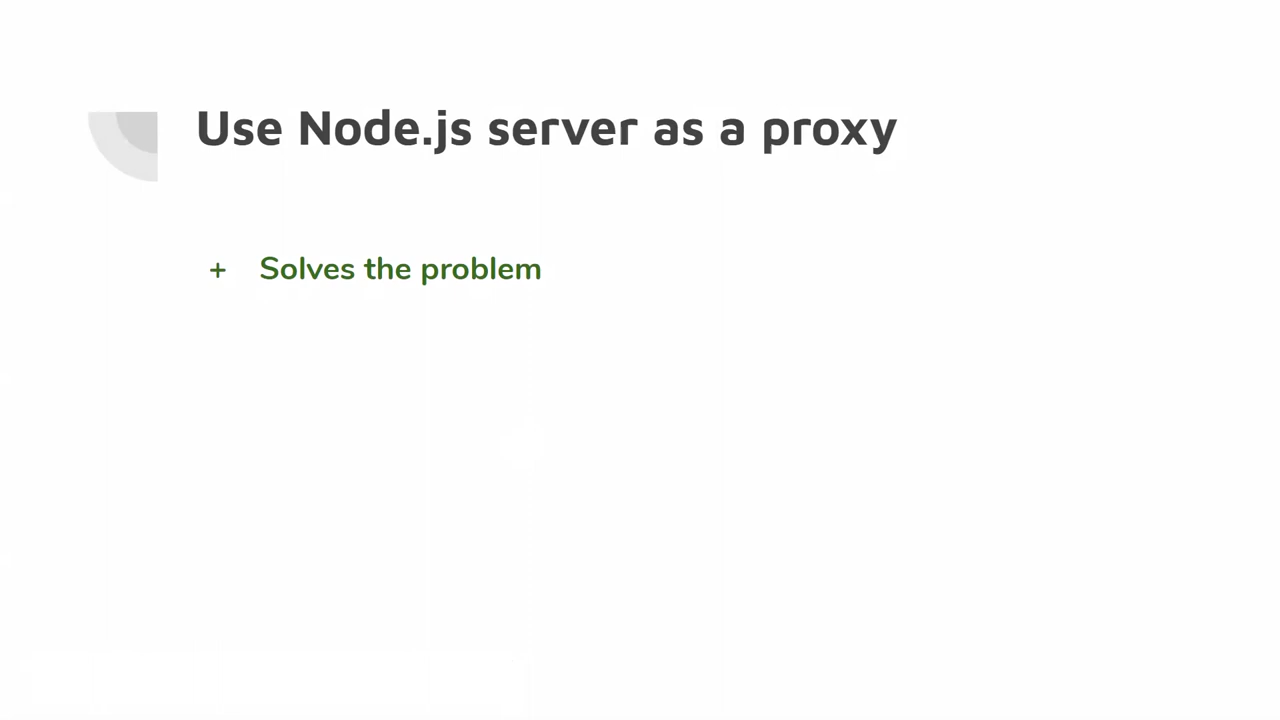 Use Node.js server as a proxy
+ Solves the problem